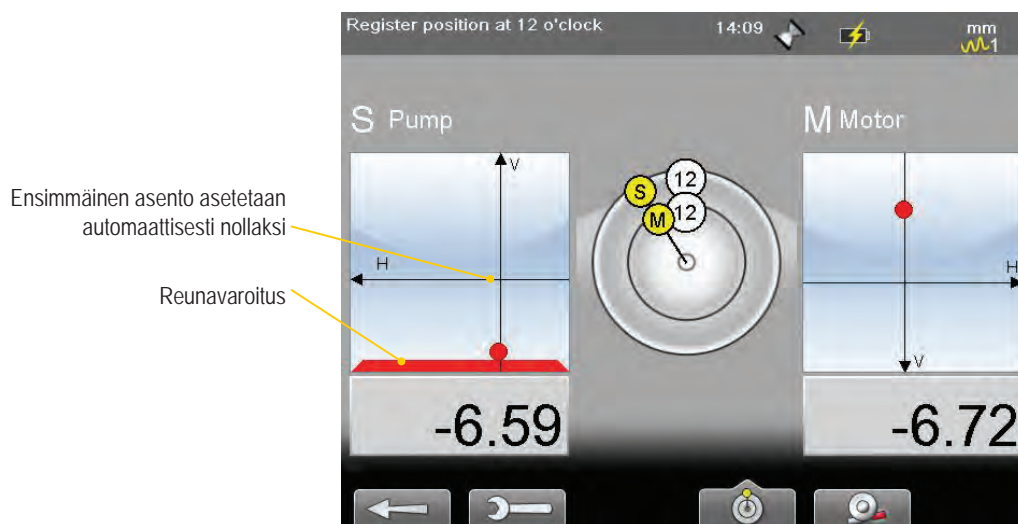 Register position at 12 o'clock
14:09
mm
1
S Pump
M Motor
V
H
S
12
M
12
H
V
Ensimmäinen asento asetetaan
automaattisesti nollaksi
Reunavaroitus
-6.59
-6.72